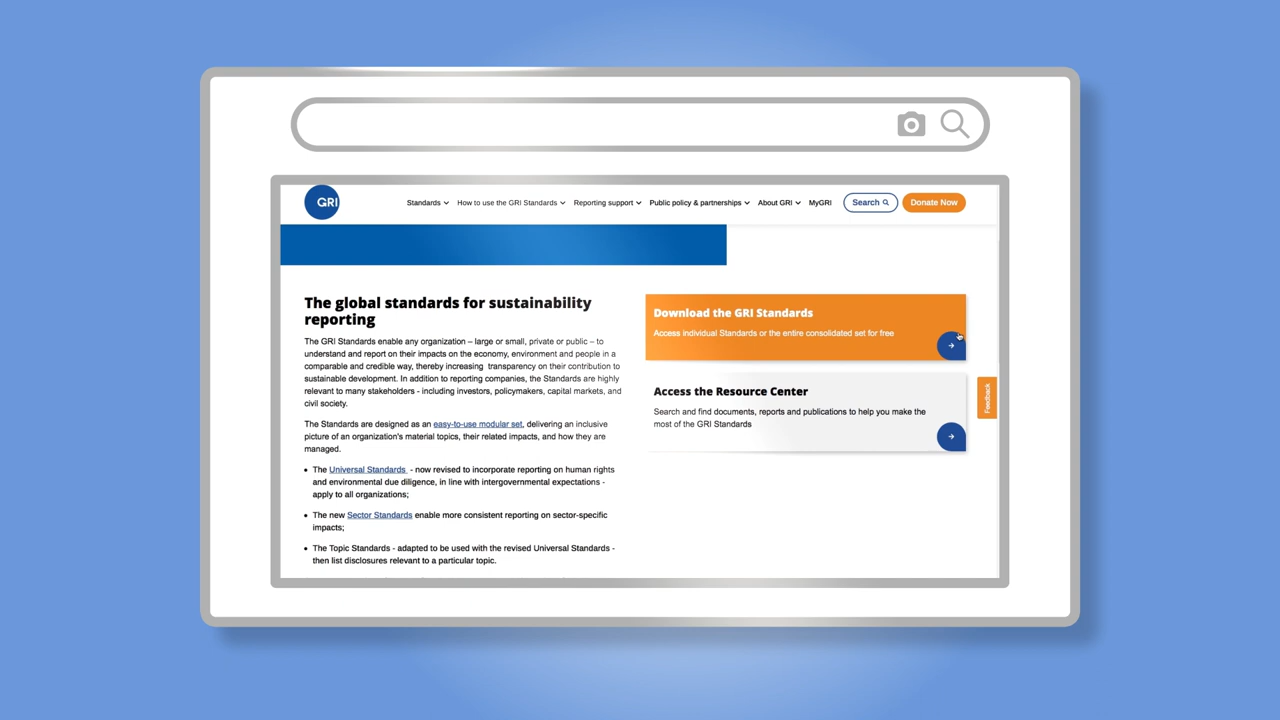 GRI
Standards
How to use the GRI Standards
Reporting support
Public policy & partnerships
About GRI
MyGRI
Search
Donate Now
The global standards for sustainability
reporting
The GRI Standards enable any organization – large or small, private or public – to
understand and report on their impacts on the economy, environment and people in a
comparable and credible way, thereby increasing  transparency on their contribution to
sustainable development. In addition to reporting companies, the Standards are highly
relevant to many stakeholders - including investors, policymakers, capital markets, and
civil society.
The Standards are designed as an easy-to-use modular set, delivering an inclusive
picture of an organization's material topics, their related impacts, and how they are
managed.
• The Universal Standards  - now revised to incorporate reporting on human rights
and environmental due diligence, in line with intergovernmental expectations -
apply to all organizations;
• The new Sector Standards enable more consistent reporting on sector-specific
impacts;
• The Topic Standards - adapted to be used with the revised Universal Standards -
then list disclosures relevant to a particular topic.
Download the GRI Standards
Access individual Standards or the entire consolidated set for free
Access the Resource Center
Search and find documents, reports and publications to help you make the
most of the GRI Standards
Feedback